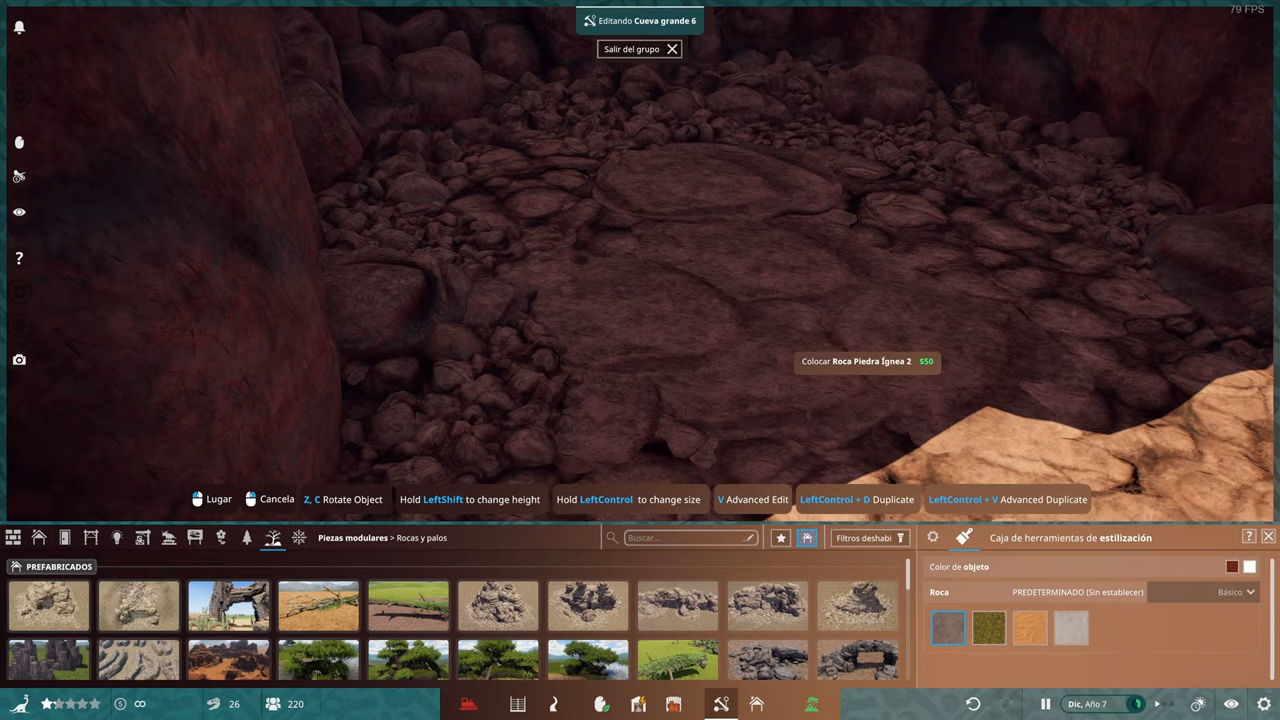 79 FPS
Editando Cueva grande 6
Salir del grupo
Colocar Roca Piedra Ígnea 2 $50
Lugar Cancela Z, C Rotate Object Hold LeftShift to change height Hold LeftControl to change size V Advanced Edit LeftControl + D Duplicate LeftControl + V Advanced Duplicate
Piezas modulares > Rocas y palos
Buscar...
Filtros deshabi
Caja de herramientas de estilización
?
PREFABRICADOS
Color de objeto
Roca PREDETERMINADO (Sin establecer) Básico
26
220
Dic, Año 7